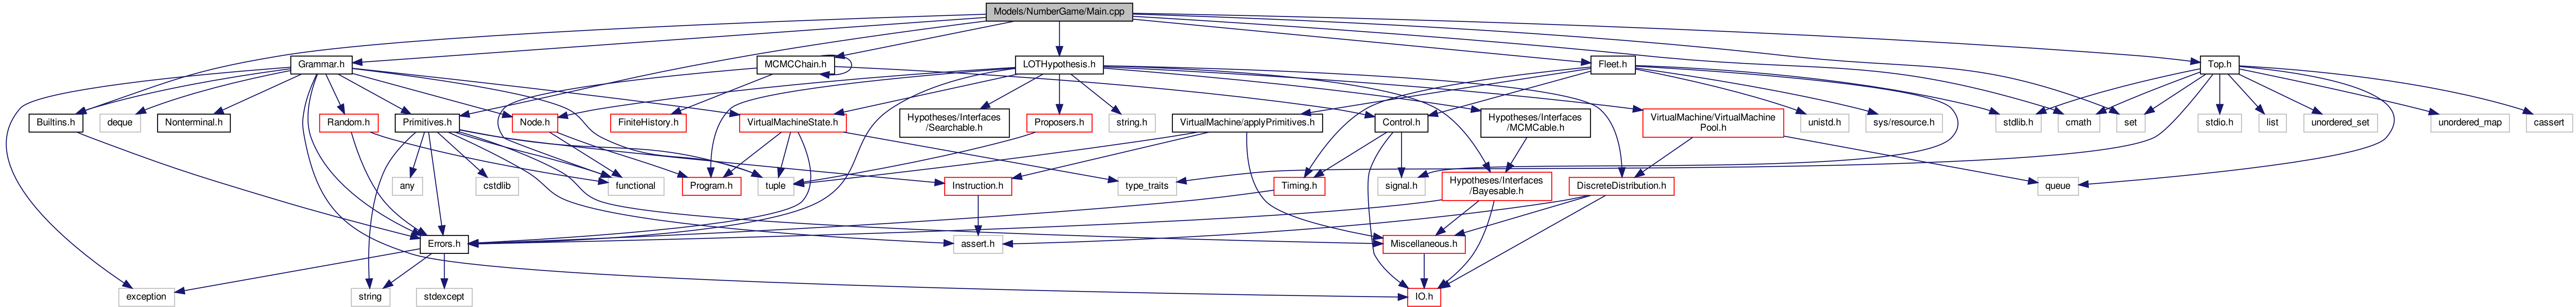 Models/NumberGame/Main.cpp
Grammar.h
MCMCChain.h
LOTHypothesis.h
Fleet.h
Top.h
Builtins.h
deque
Nonterminal.h
Random.h
Primitives.h
Node.h
FiniteHistory.h
VirtualMachineState.h
Hypotheses/Interfaces
/Searchable.h
Proposers.h
string.h
VirtualMachine/applyPrimitives.h
Control.h
Hypotheses/Interfaces
/MCMCable.h
VirtualMachine/VirtualMachine
Pool.h
unistd.h
sys/resource.h
stdlib.h
cmath
set
stdio.h
list
unordered_set
unordered_map
cassert
any
cstdlib
functional
Program.h
tuple
Instruction.h
type_traits
Timing.h
signal.h
Hypotheses/Interfaces
/Bayesable.h
DiscreteDistribution.h
queue
Errors.h
assert.h
Miscellaneous.h
exception
string
stdexcept
IO.h